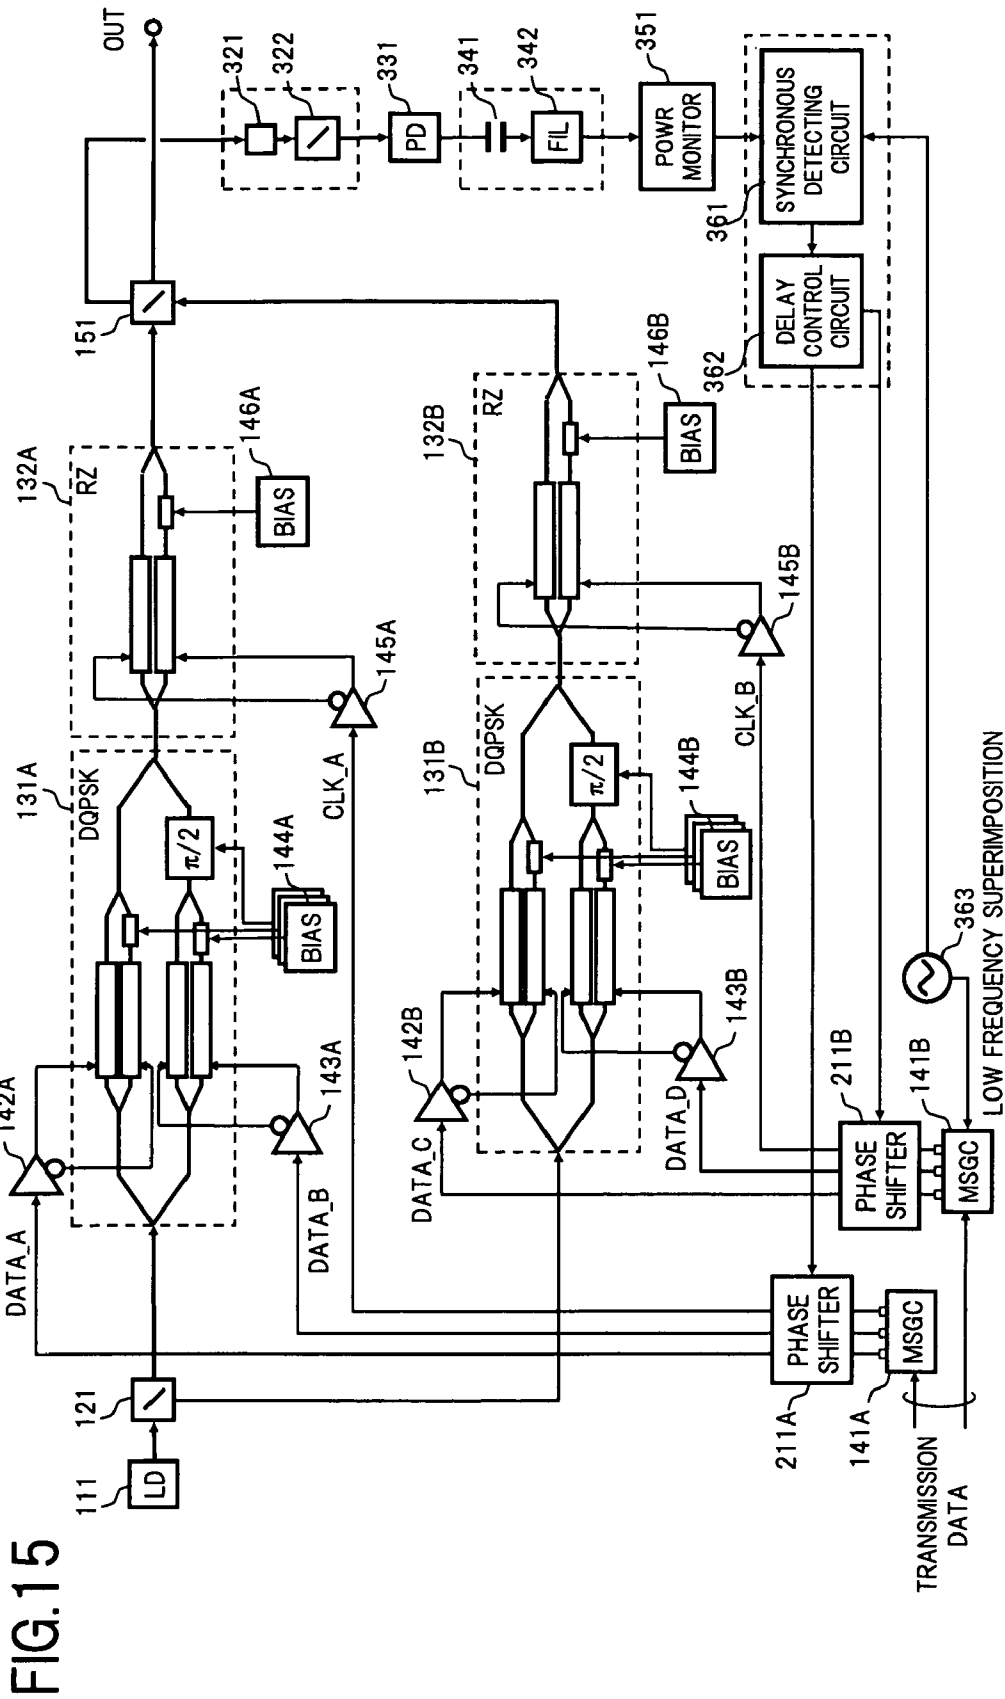 FIG.15
LD
111
121
DATA_A
142A
131A
DQPSK
π/2
144A
BIAS
143A
DATA_B
132A
RZ
146A
BIAS
145A
CLK_A
151
OUT
321
322
PD
331
341
FIL
342
351
POWR
MONITOR
361
SYNCHRONOUS
DETECTING
CIRCUIT
362
DELAY
CONTROL
CIRCUIT
DATA_C
142B
131B
DQPSK
π/2
144B
BIAS
143B
DATA_D
132B
RZ
146B
BIAS
145B
CLK_B
PHASE
SHIFTER
211A
MSGC
141A
PHASE
SHIFTER
211B
MSGC
141B
363
LOW FREQUENCY SUPERIMPOSITION
TRANSMISSION
DATA